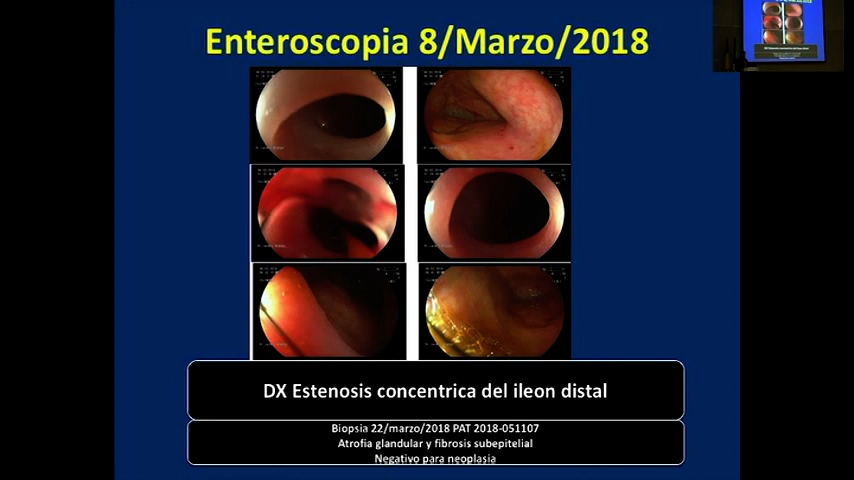 Enteroscopia 8/Marzo/2018
DX Estenosis concentrica del ileon distal
Biopsia 22/marzo/2018 PAT 2018-051107
Atrofia glandular y fibrosis subepitelial
Negativo para neoplasia